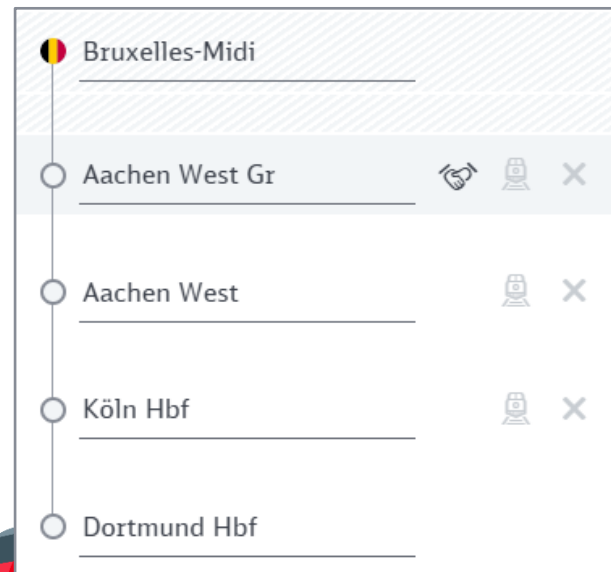 Bruxelles-Midi
Aachen West Gr
Aachen West
Köln Hbf
Dortmund Hbf